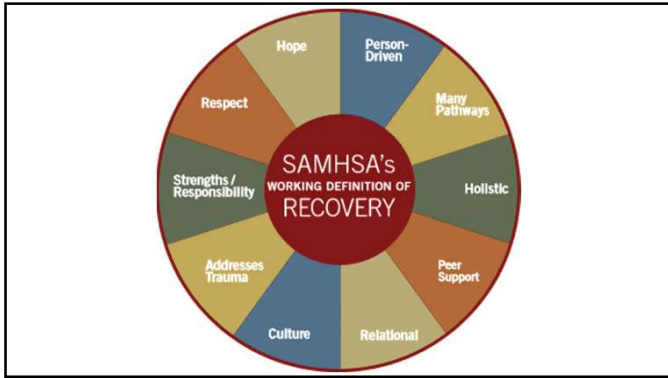 Hope
Person-
Driven
Many
Pathways
Holistic
Peer
Support
Relational
Culture
Addresses
Trauma
Strengths /
Responsibility
Respect
SAMHSA's
WORKING DEFINITION OF
RECOVERY